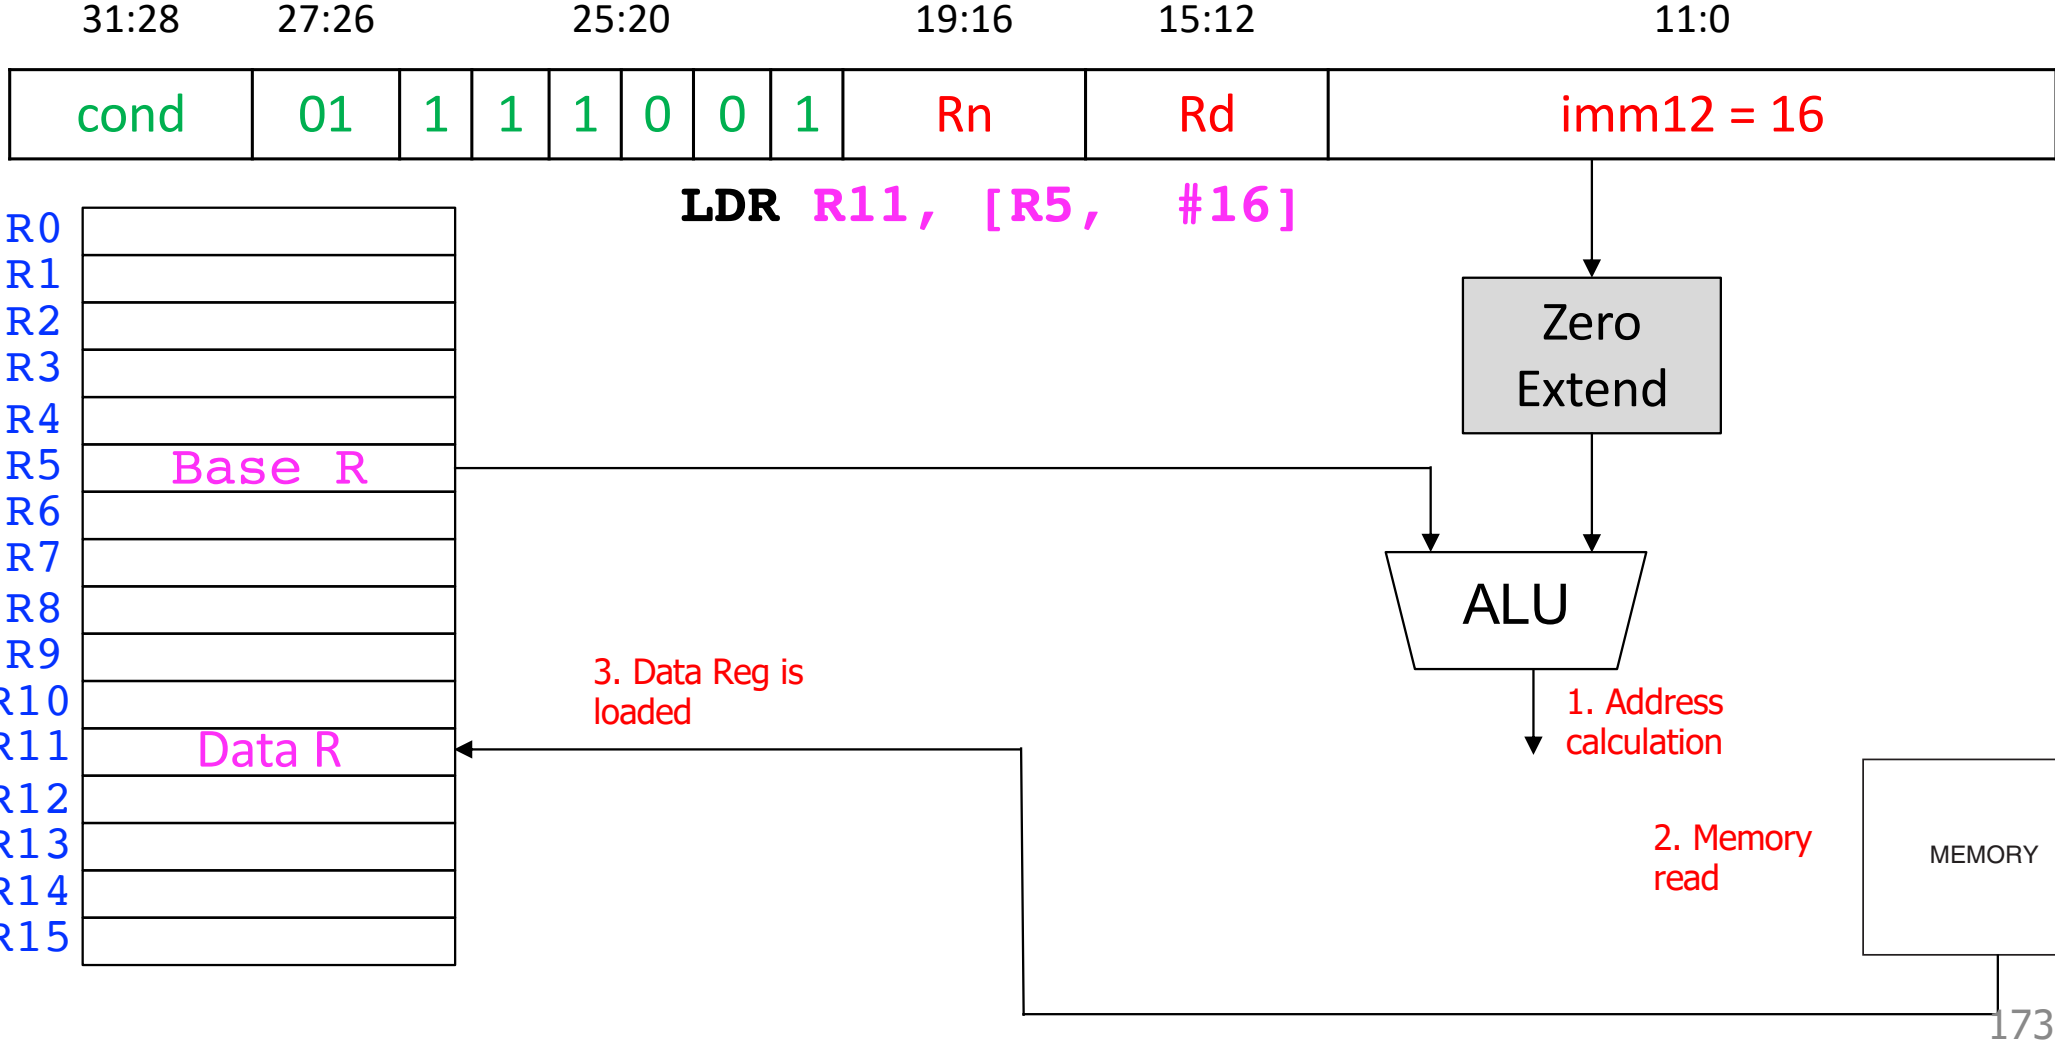 31:28 27:26 25:20 19:16 15:12 11:0
cond 01 1 1 1 0 0 1 Rn Rd imm12 = 16
LDR R11, [R5, #16]
R0
R1
R2
R3
R4
R5 Base R
R6
R7
R8
R9
R10
R11 Data R
R12
R13
R14
R15
Zero
Extend
ALU
1. Address
calculation
2. Memory
read
MEMORY
3. Data Reg is
loaded
173